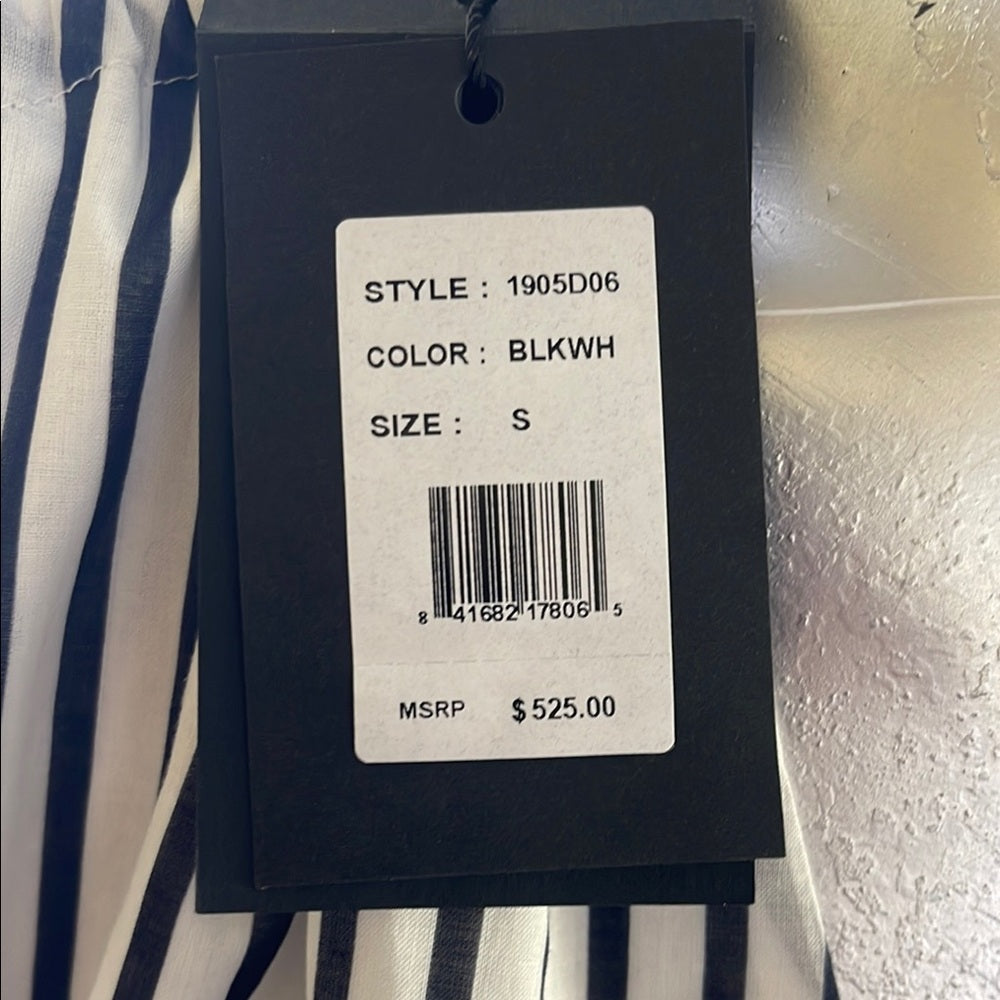 STYLE : 1905D06
COLOR : BLKWH
SIZE : S
8 41682 17806 5
MSRP $525.00